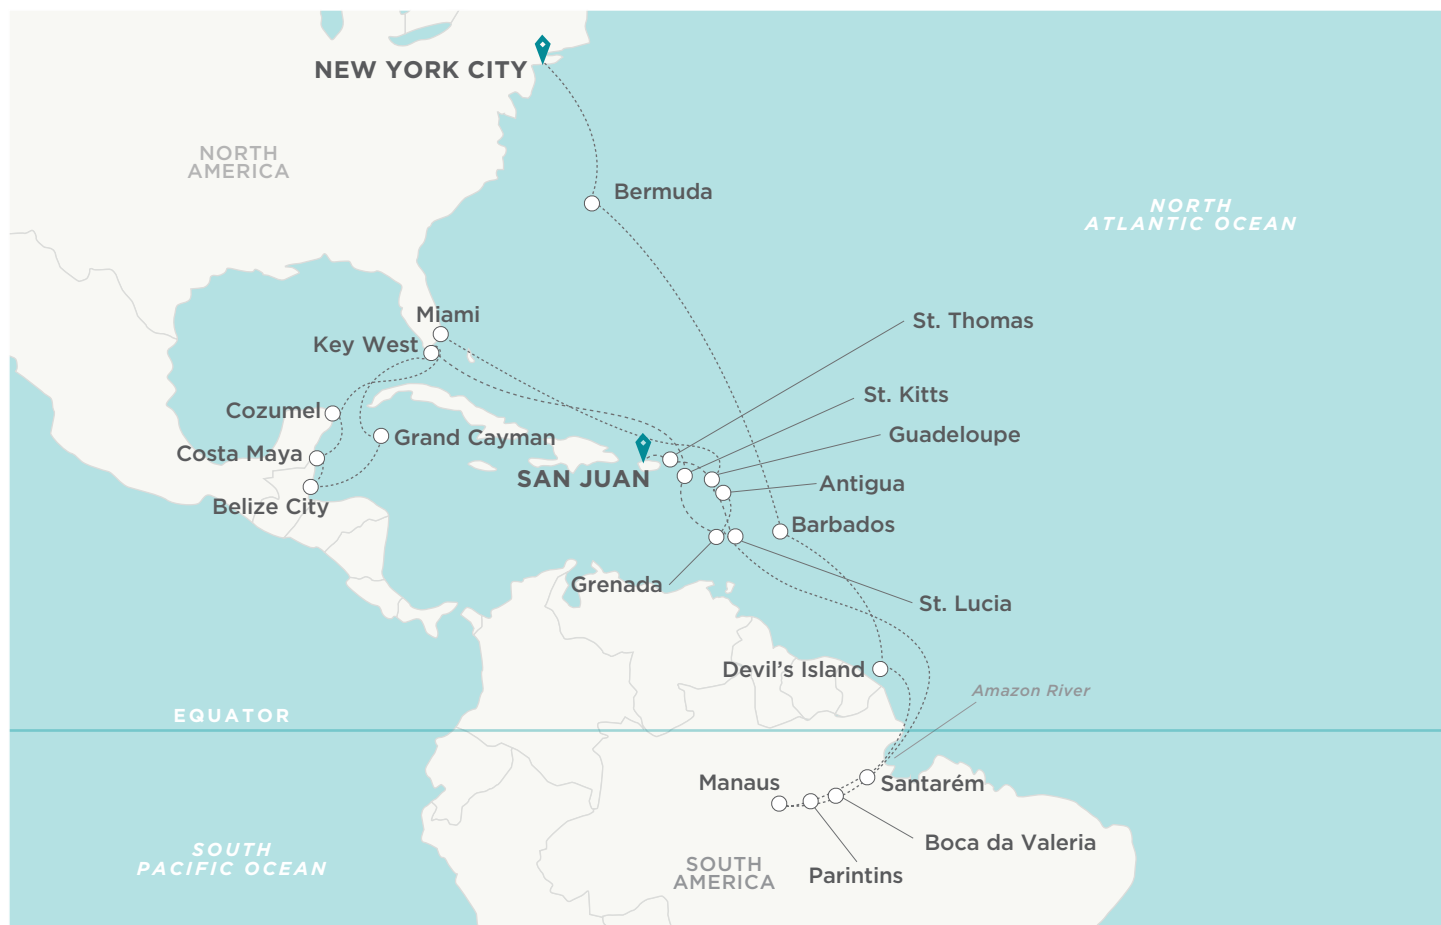 NEW YORK CITY
NORTH
AMERICA
Bermuda
NORTH
ATLANTIC OCEAN
Miami
St. Thomas
Key West
St. Kitts
Cozumel
Grand Cayman
Guadeloupe
Costa Maya
SAN JUAN
Antigua
Belize City
Barbados
Grenada
St. Lucia
Devil's Island
Amazon River
EQUATOR
Manaus
Santarém
Boca da Valeria
SOUTH
PACIFIC OCEAN
SOUTH
AMERICA
Parintins